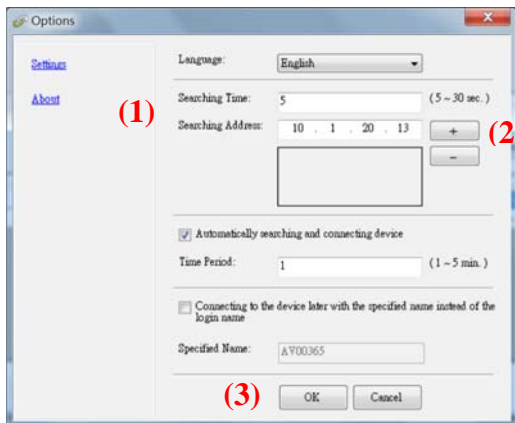 Options
Settings
About
Language:
English
(1)
Searching Time:
5
(5 ~ 30 sec.)
Searching Address:
10 . 1 . 20 . 13
+
(2
–
Automatically searching and connecting device
Time Period:
1
(1 ~ 5 min.)
Connecting to the device later with the specified name instead of the
login name
Specified Name:
AV00365
(3)
OK
Cancel